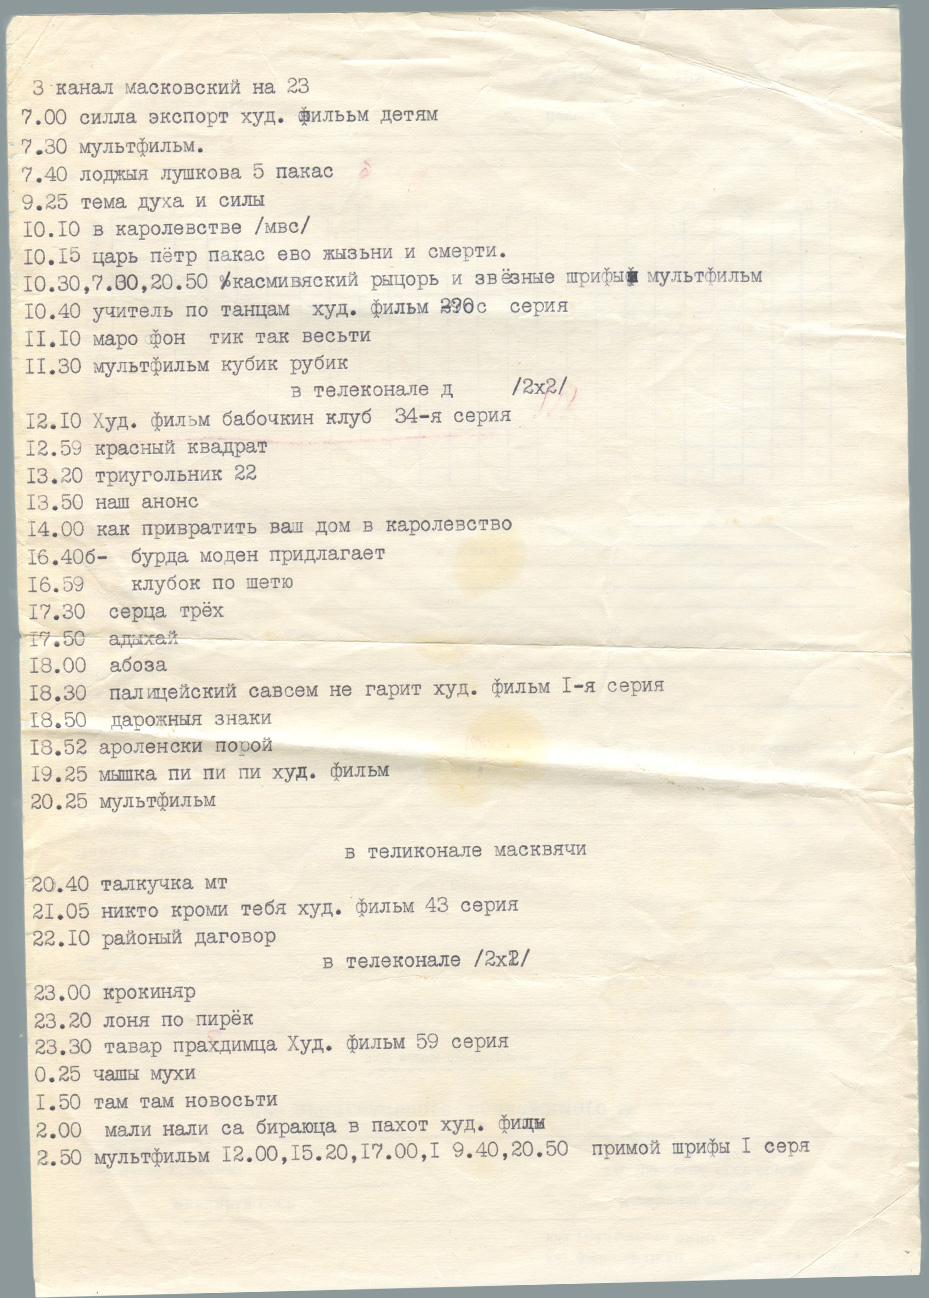 3 канал масковский на 23
7.00 силла экспорт худ. филььм детям
7.30 мультфильм.
7.40 лоджыя лушкова 5 пакас
9.25 тема духа и силы
I0.I0 в каролевстве /мвс/
I0.I5 царь пётр пакас ево жызьни и смерти.
I0.30,7.00,20.50 касмивяский рыцорь и звёзные шрифы мультфильм
I0.40 учитель по танцам худ. фильм серия
II.I0 маро фон тик так весьти
II.30 мультфильм кубик рубик
в телеконале д /2х2/
I2.I0 Худ. фильм бабочкин клуб 34-я серия
I2.59 красный квадрат
I3.20 триугольник 22
I3.50 наш анонс
I4.00 как привратить ваш дом в каролевство
I6.40б- бурда моден придлагает
I6.59 клубок по шетю
I7.30 серца трёх
I7.50 адыхай
I8.00 абоза
I8.30 палицейский савсем не гарит худ. фильм I-я серия
I8.50 дарожныя знаки
I8.52 ароленски порой
I9.25 мышка пи пи пи худ. фильм
20.25 мультфильм
в теликонале масквячи
20.40 талкучка мт
2I.05 никто кроми тебя худ. фильм 43 серия
22.I0 районый даговор
в телеконале /2х2/
23.00 крокиняр
23.20 лоня по пирёк
23.30 тавар прахдимца Худ. фильм 59 серия
0.25 чашы мухи
I.50 там там новосьти
2.00 мали нали са бираюца в пахот худ.
2.50 мультфильм I2.00,I5.20,I7.00,I 9.40,20.50 примой шрифы I серя